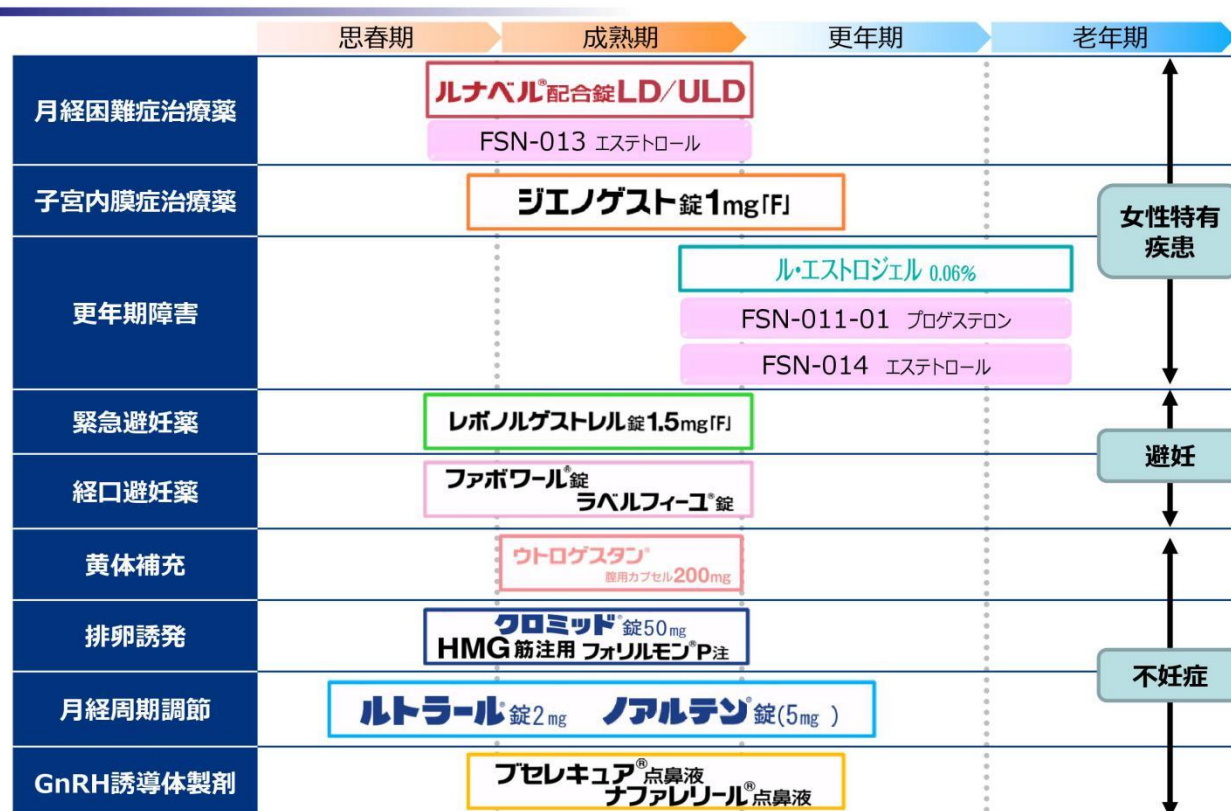 思春期 成熟期 更年期 老年期
月経困難症治療薬
ルナベル®配合錠LD/ULD
FSN-013 エステトロール
子宮内膜症治療薬
ジエノゲスト錠1mg「F」
更年期障害
ル・エストロジェル 0.06%
FSN-011-01 プロゲステロン
FSN-014 エステトロール
女性特有
疾患
緊急避妊薬
レボノルゲストレル錠1.5mg「F」
経口避妊薬
ファボワール®錠
ラベルフィーユ®錠
避妊
黄体補充
ウトロゲスタン®
腟用カプセル200mg
排卵誘発
クロミッド®錠50mg
HMG筋注用 フォリルモン®P注
月経周期調節
ルトラール®錠2mg ノアルテン®錠(5mg )
GnRH誘導体製剤
ブセレキュア®点鼻液
ナファレリール®点鼻液
不妊症